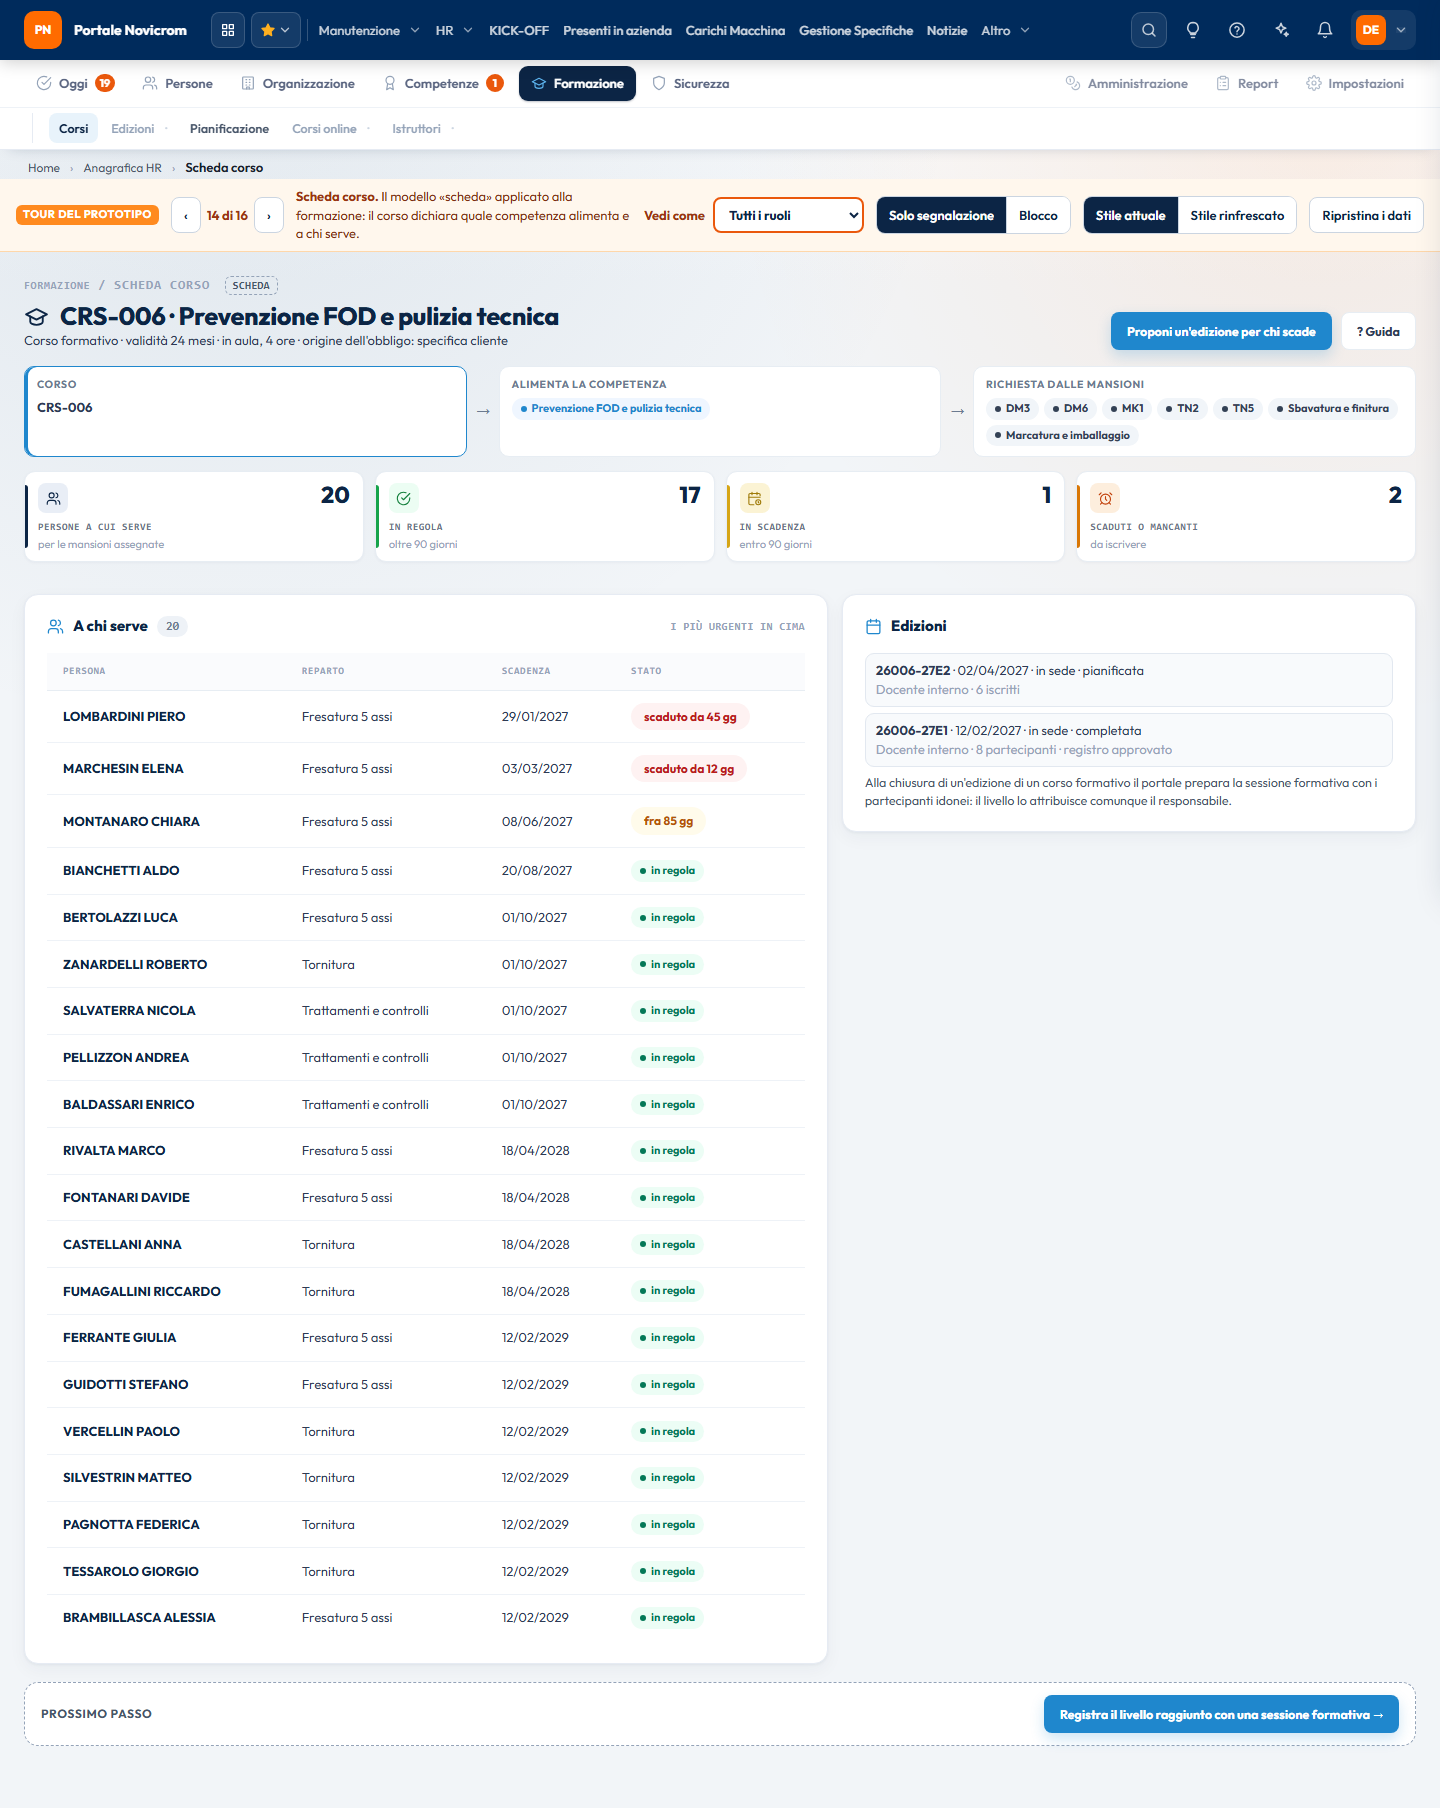 PN Portale Novicrom Manutenzione HR KICK-OFF Presenti in azienda Carichi Macchina Gestione Specifiche Notizie Altro DE
Oggi 19 Persone Organizzazione Competenze 1 Formazione Sicurezza Amministrazione Report Impostazioni
Corsi Edizioni · Pianificazione Corsi online · Istruttori ·
Home › Anagrafica HR › Scheda corso
TOUR DEL PROTOTIPO ‹ 14 di 16 › Scheda corso. Il modello «scheda» applicato alla
formazione: il corso dichiara quale competenza alimenta e
a chi serve.
Vedi come Tutti i ruoli Solo segnalazione Blocco Stile attuale Stile rinfrescato Ripristina i dati
FORMAZIONE / SCHEDA CORSO SCHEDA
CRS-006 · Prevenzione FOD e pulizia tecnica
Corso formativo · validità 24 mesi · in aula, 4 ore · origine dell'obbligo: specifica cliente
Proponi un'edizione per chi scade ? Guida
CORSO
CRS-006
→
ALIMENTA LA COMPETENZA
Prevenzione FOD e pulizia tecnica
→
RICHIESTA DALLE MANSIONI
DM3 DM6 MK1 TN2 TN5 Sbavatura e finitura
Marcatura e imballaggio
20
PERSONE A CUI SERVE
per le mansioni assegnate
17
IN REGOLA
oltre 90 giorni
1
IN SCADENZA
entro 90 giorni
2
SCADUTI O MANCANTI
da iscrivere
A chi serve 20 I PIÙ URGENTI IN CIMA
PERSONA REPARTO SCADENZA STATO
LOMBARDINI PIERO Fresatura 5 assi 29/01/2027 scaduto da 45 gg
MARCHESIN ELENA Fresatura 5 assi 03/03/2027 scaduto da 12 gg
MONTANARO CHIARA Fresatura 5 assi 08/06/2027 fra 85 gg
BIANCHETTI ALDO Fresatura 5 assi 20/08/2027 in regola
BERTOLAZZI LUCA Fresatura 5 assi 01/10/2027 in regola
ZANARDELLI ROBERTO Tornitura 01/10/2027 in regola
SALVATERRA NICOLA Trattamenti e controlli 01/10/2027 in regola
PELLIZZON ANDREA Trattamenti e controlli 01/10/2027 in regola
BALDASSARI ENRICO Trattamenti e controlli 01/10/2027 in regola
RIVALTA MARCO Fresatura 5 assi 18/04/2028 in regola
FONTANARI DAVIDE Fresatura 5 assi 18/04/2028 in regola
CASTELLANI ANNA Tornitura 18/04/2028 in regola
FUMAGALLINI RICCARDO Tornitura 18/04/2028 in regola
FERRANTE GIULIA Fresatura 5 assi 12/02/2029 in regola
GUIDOTTI STEFANO Fresatura 5 assi 12/02/2029 in regola
VERCELLIN PAOLO Tornitura 12/02/2029 in regola
SILVESTRIN MATTEO Tornitura 12/02/2029 in regola
PAGNOTTA FEDERICA Tornitura 12/02/2029 in regola
TESSAROLO GIORGIO Tornitura 12/02/2029 in regola
BRAMBILLASCA ALESSIA Fresatura 5 assi 12/02/2029 in regola
Edizioni
26006-27E2 · 02/04/2027 · in sede · pianificata
Docente interno · 6 iscritti
26006-27E1 · 12/02/2027 · in sede · completata
Docente interno · 8 partecipanti · registro approvato
Alla chiusura di un'edizione di un corso formativo il portale prepara la sessione formativa con i
partecipanti idonei: il livello lo attribuisce comunque il responsabile.
PROSSIMO PASSO Registra il livello raggiunto con una sessione formativa →